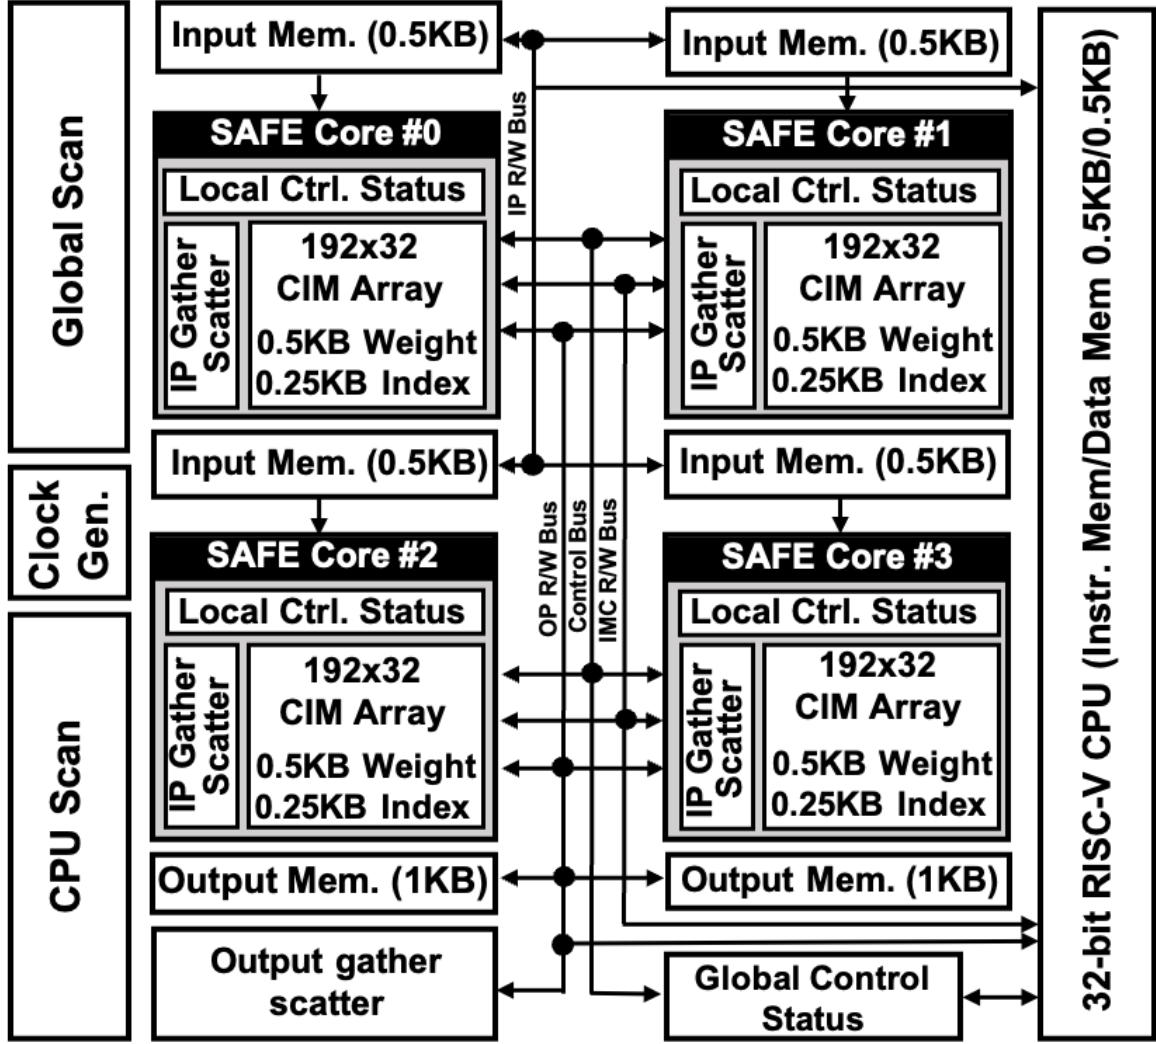 Global Scan
Clock
Gen.
CPU Scan
Input Mem. (0.5KB)
SAFE Core #0
Local Ctrl. Status
IP Gather
Scatter
192x32
CIM Array
0.5KB Weight
0.25KB Index
IP R/W Bus
Input Mem. (0.5KB)
SAFE Core #1
Local Ctrl. Status
IP Gather
Scatter
192x32
CIM Array
0.5KB Weight
0.25KB Index
Input Mem. (0.5KB)
SAFE Core #2
Local Ctrl. Status
IP Gather
Scatter
192x32
CIM Array
0.5KB Weight
0.25KB Index
OP R/W Bus
Control Bus
IMC R/W Bus
Input Mem. (0.5KB)
SAFE Core #3
Local Ctrl. Status
IP Gather
Scatter
192x32
CIM Array
0.5KB Weight
0.25KB Index
Output Mem. (1KB)
Output Mem. (1KB)
Output gather
scatter
Global Control
Status
32-bit RISC-V CPU (Instr. Mem/Data Mem 0.5KB/0.5KB)